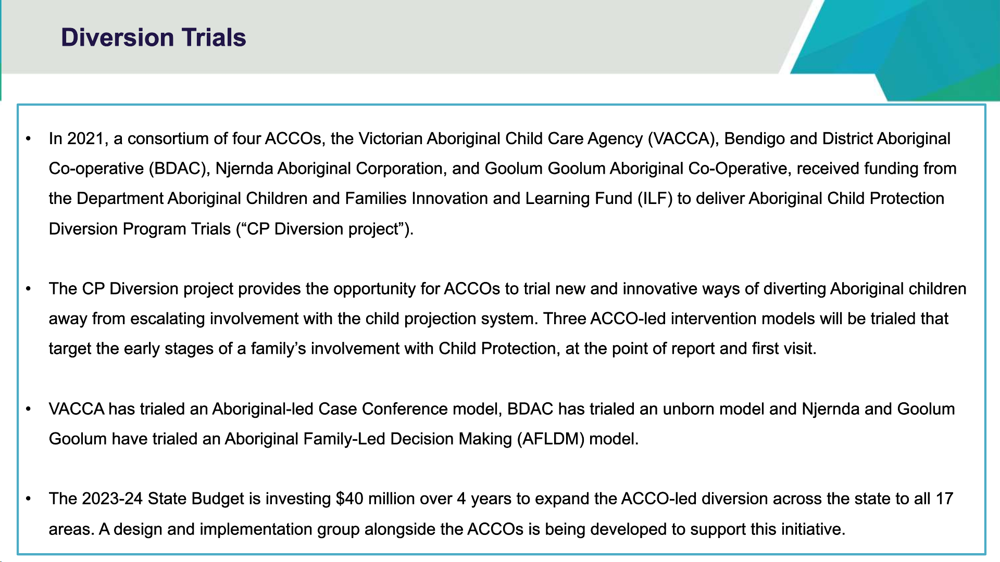 Diversion Trials
• In 2021, a consortium of four ACCOs, the Victorian Aboriginal Child Care Agency (VACCA), Bendigo and District Aboriginal
Co-operative (BDAC), Njernda Aboriginal Corporation, and Goolum Goolum Aboriginal Co-Operative, received funding from
the Department Aboriginal Children and Families Innovation and Learning Fund (ILF) to deliver Aboriginal Child Protection
Diversion Program Trials (“CP Diversion project”).
• The CP Diversion project provides the opportunity for ACCOs to trial new and innovative ways of diverting Aboriginal children
away from escalating involvement with the child projection system. Three ACCO-led intervention models will be trialed that
target the early stages of a family’s involvement with Child Protection, at the point of report and first visit.
• VACCA has trialed an Aboriginal-led Case Conference model, BDAC has trialed an unborn model and Njernda and Goolum
Goolum have trialed an Aboriginal Family-Led Decision Making (AFLDM) model.
• The 2023-24 State Budget is investing $40 million over 4 years to expand the ACCO-led diversion across the state to all 17
areas. A design and implementation group alongside the ACCOs is being developed to support this initiative.